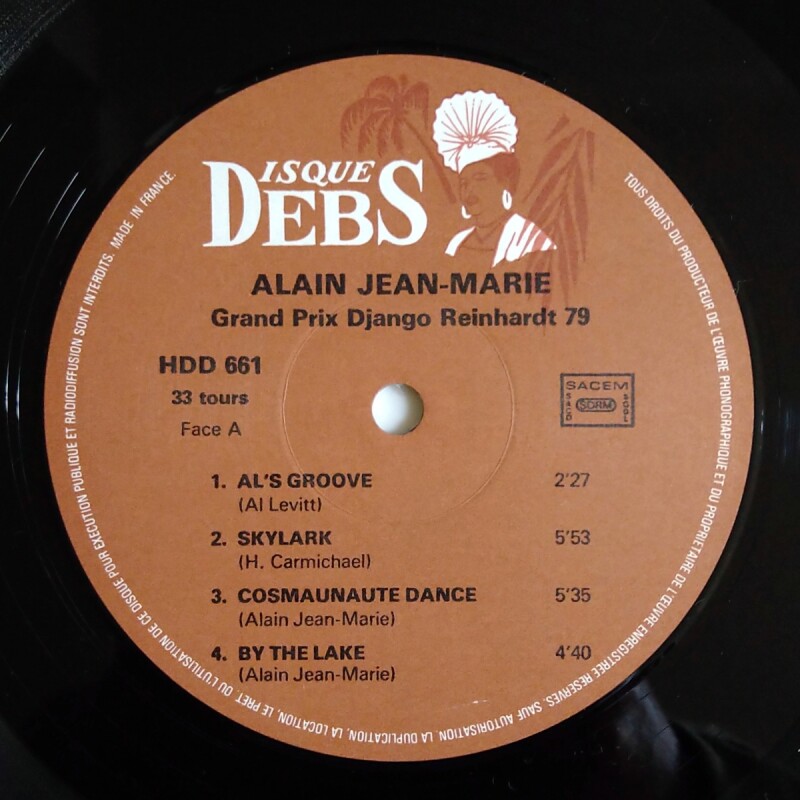 DISQUE DEBS
ALAIN JEAN-MARIE
Grand Prix Django Reinhardt 79
HDD 661
33 tours
Face A
SACEM
SACD SDRM SGDL
1. AL'S GROOVE 2'27
(Al Levitt)
2. SKYLARK 5'53
(H. Carmichael)
3. COSMAUNAUTE DANCE 5'35
(Alain Jean-Marie)
4. BY THE LAKE 4'40
(Alain Jean-Marie)
TOUS DROITS DU PRODUCTEUR DE L'ŒUVRE PHONOGRAPHIQUE ET DU PROPRIETAIRE DE L'ŒUVRE ENREGISTREE RESERVES. SAUF AUTORISATION, LA DUPLICATION, LA LOCATION, LE PRET, OU L'UTILISATION DE CE DISQUE POUR EXECUTION PUBLIQUE ET RADIODIFFUSION SONT INTERDITS. MADE IN FRANCE.